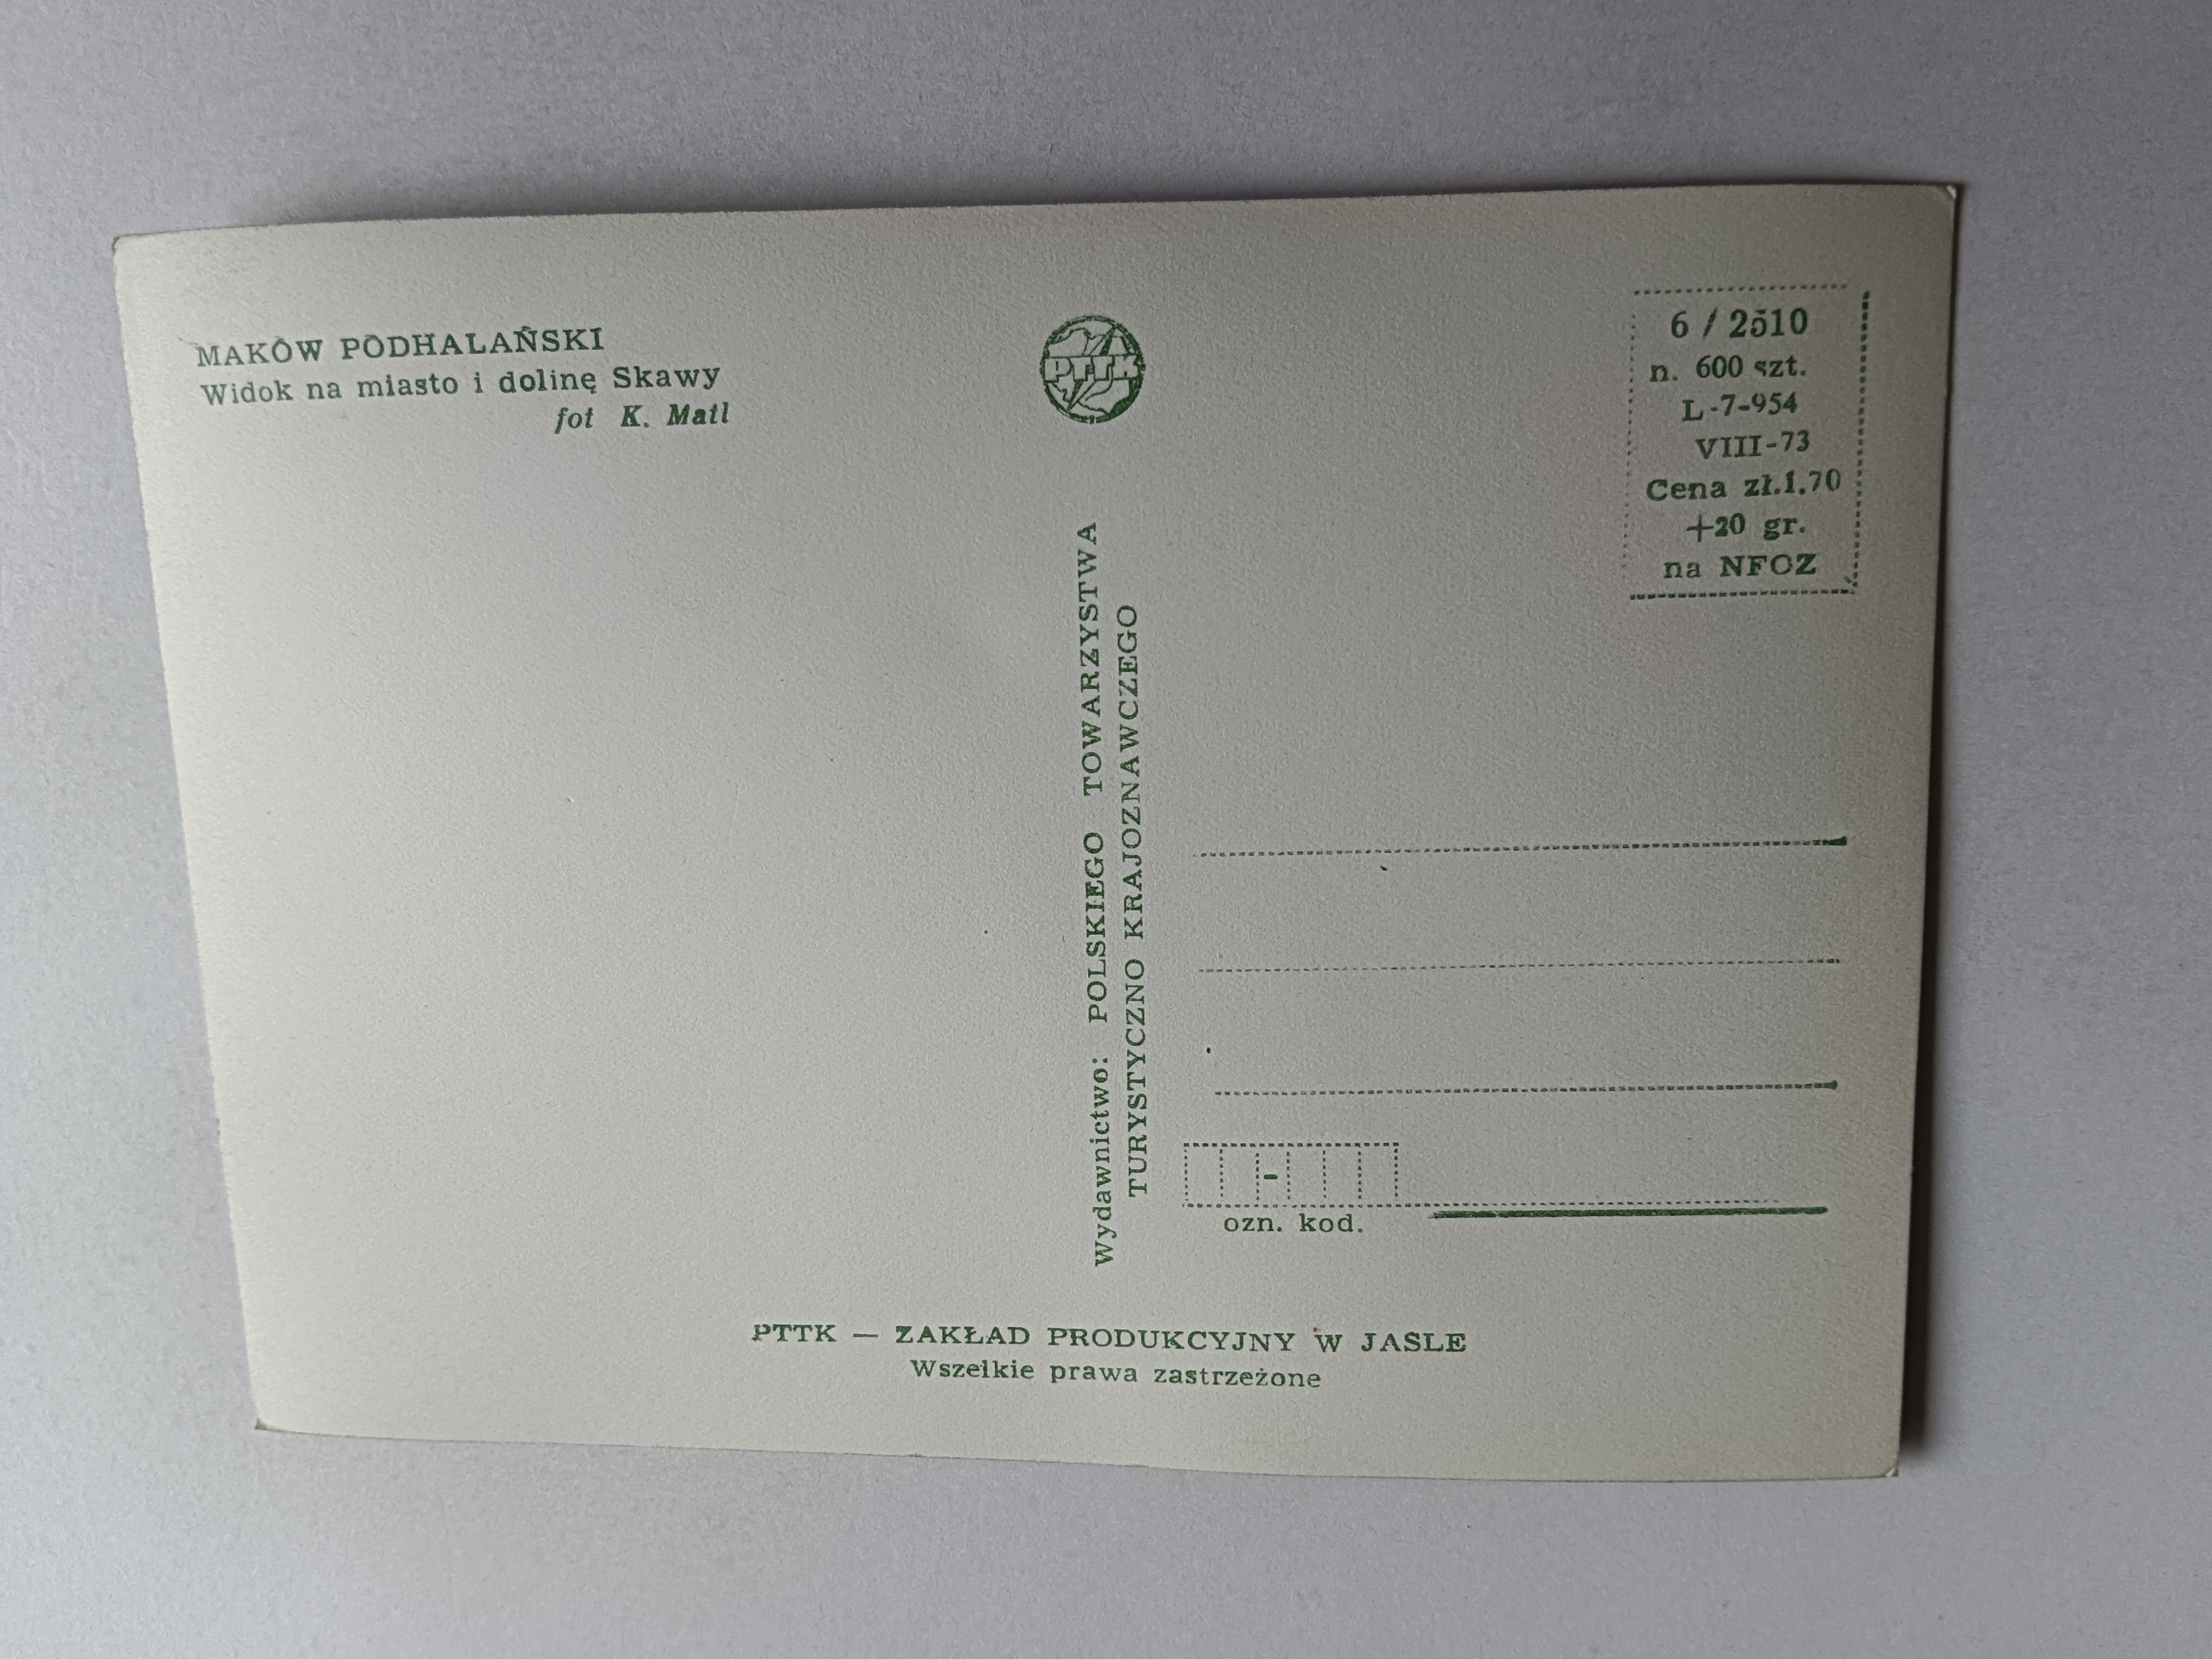 MAKÓW PODHALAŃSKI
Widok na miasto i dolinę Skawy
fot K. Matl
PTTK
6 / 2510
n. 600 szt.
L-7-954
VIII-73
Cena zł.1.70
+20 gr.
na NFOZ
Wydawnictwo: POLSKIEGO TOWARZYSTWA
TURYSTYCZNO KRAJOZNAWCZEGO
-
ozn. kod.
PTTK — ZAKŁAD PRODUKCYJNY W JAŚLE
Wszelkie prawa zastrzeżone